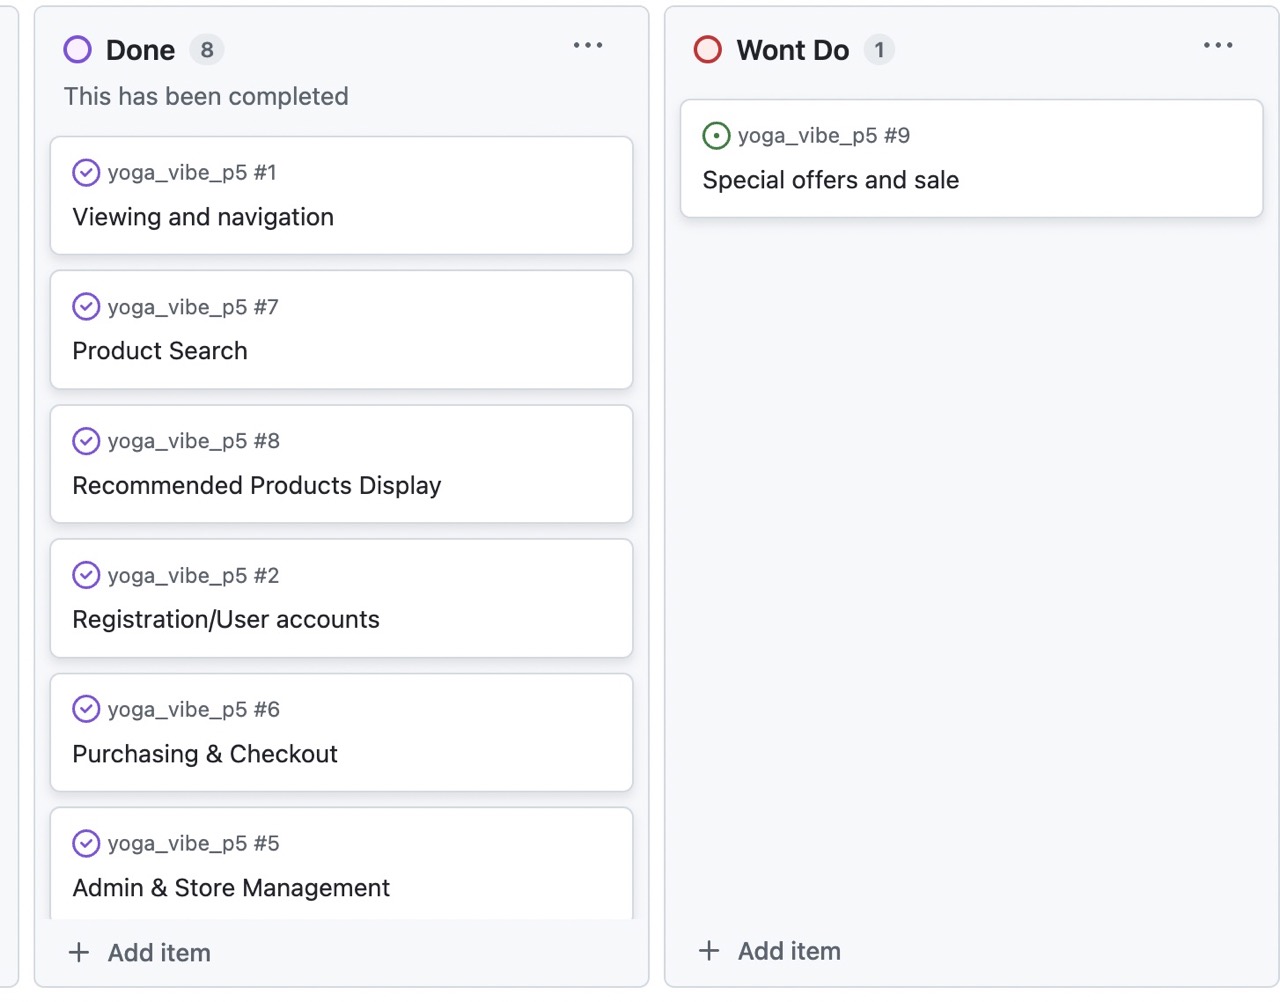 Done 8
This has been completed
yoga_vibe_p5 #1
Viewing and navigation
yoga_vibe_p5 #7
Product Search
yoga_vibe_p5 #8
Recommended Products Display
yoga_vibe_p5 #2
Registration/User accounts
yoga_vibe_p5 #6
Purchasing & Checkout
yoga_vibe_p5 #5
Admin & Store Management
+ Add item
Wont Do 1
yoga_vibe_p5 #9
Special offers and sale
+ Add item